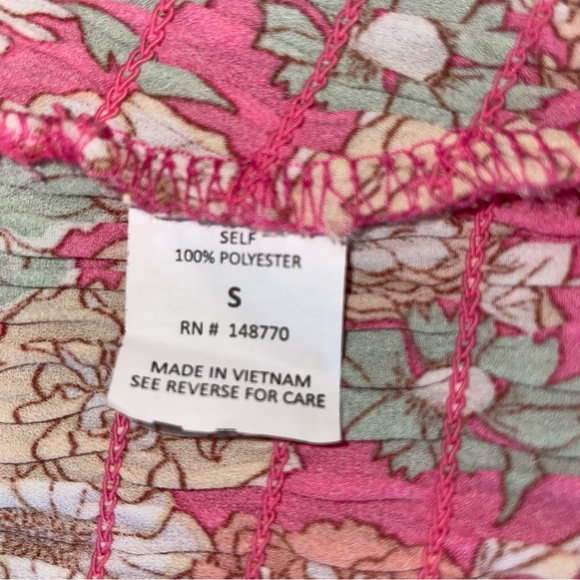 SELF
100% POLYESTER
S
RN # 148770
MADE IN VIETNAM
SEE REVERSE FOR CARE